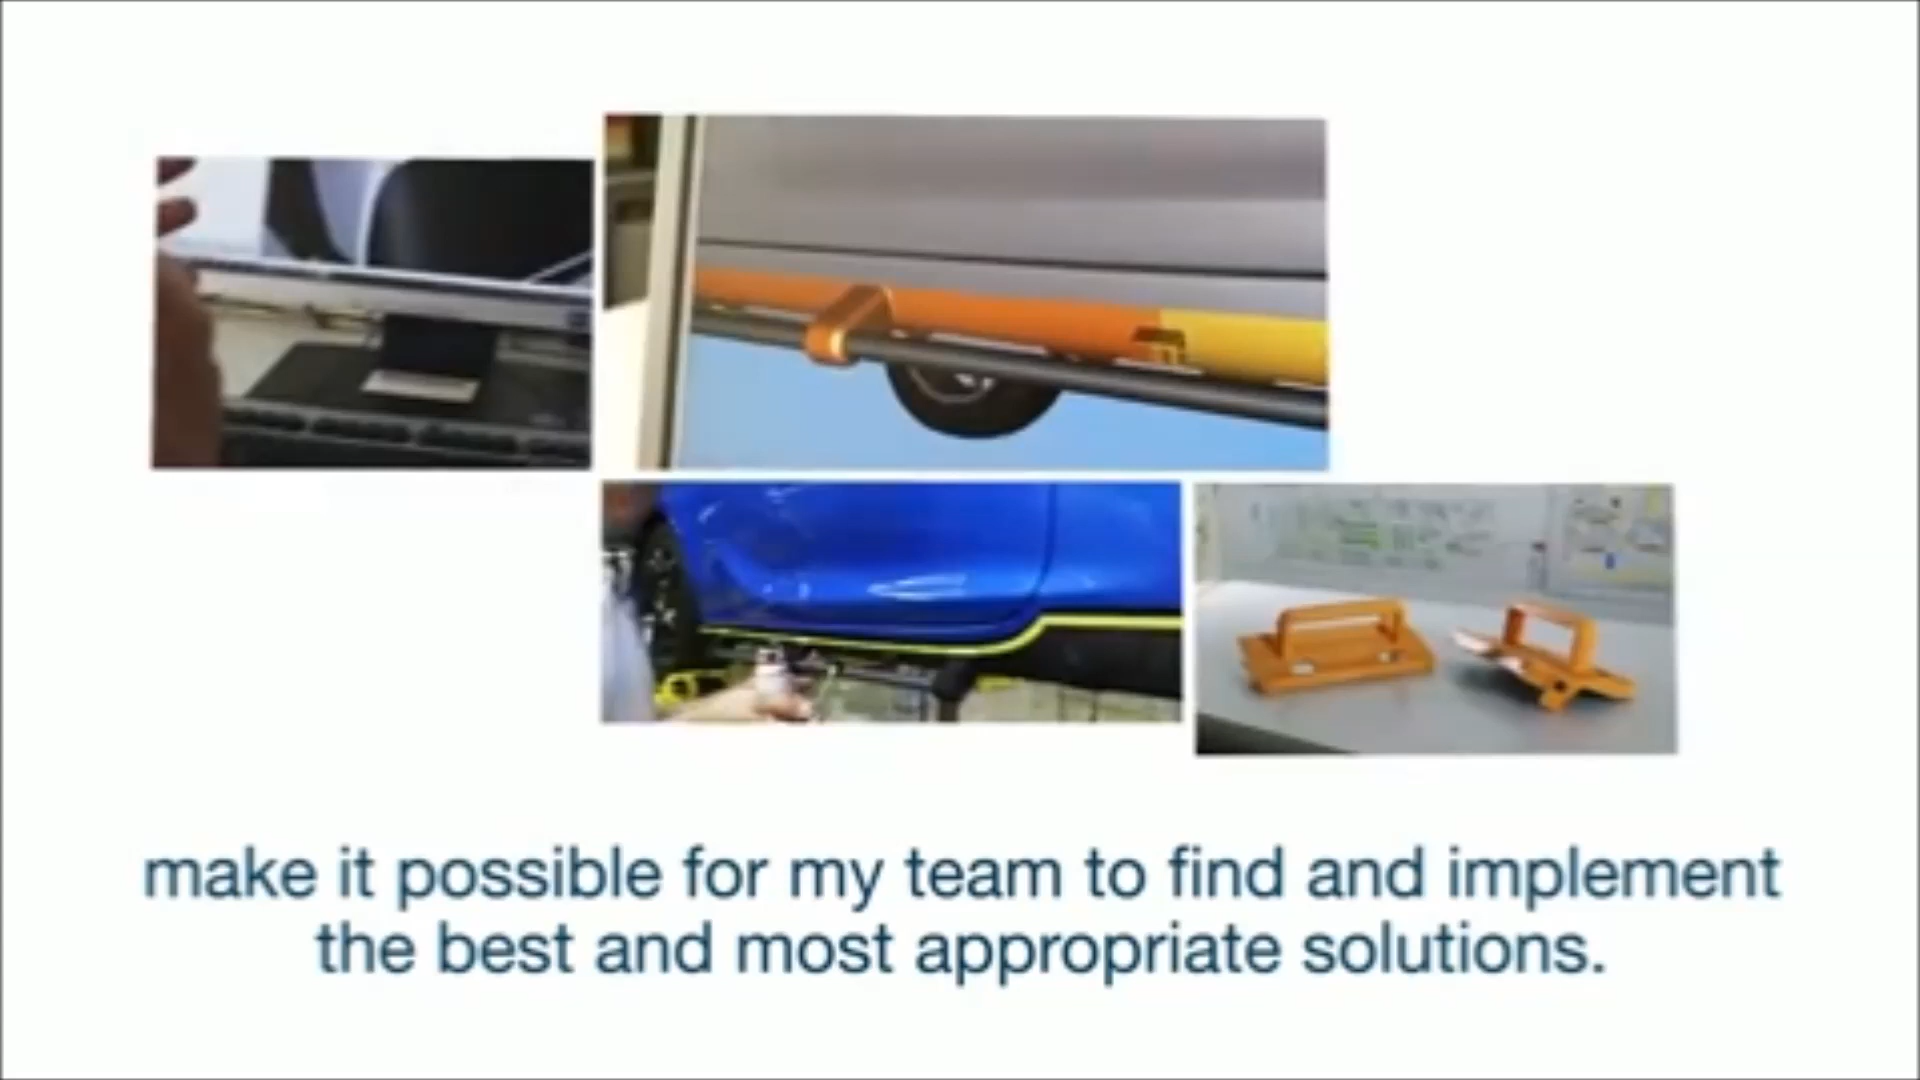 make it possible for my team to find and implement
the best and most appropriate solutions.